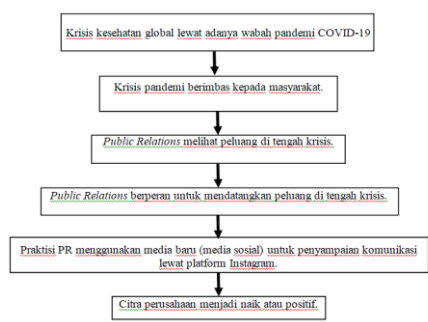 Krisis kesehatan global lewat adanya wabah pandemi COVID-19
Krisis pandemi berimbas kepada masyarakat.
Public Relations melihat peluang di tengah krisis.
Public Relations berperan untuk mendatangkan peluang di tengah krisis.
Praktisi PR menggunakan media baru (media sosial) untuk penyampaian komunikasi
lewat platform Instagram.
Citra perusahaan menjadi naik atau positif.